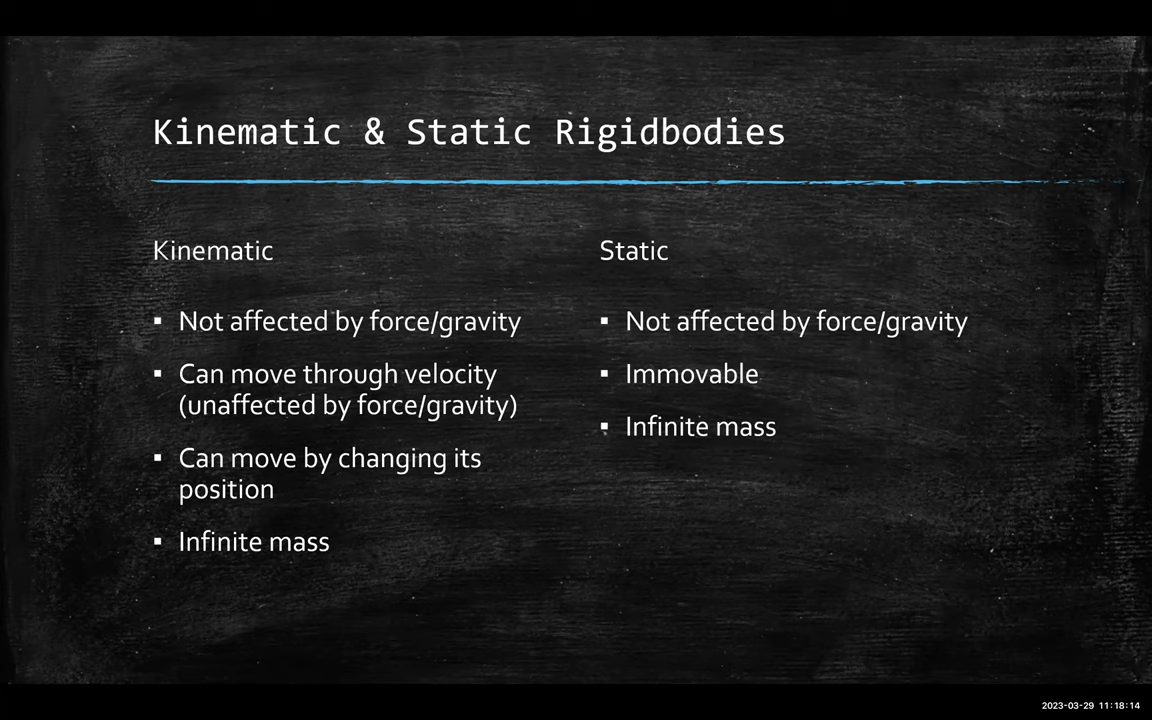 Kinematic & Static Rigidbodies
Kinematic
▪ Not affected by force/gravity
▪ Can move through velocity
(unaffected by force/gravity)
▪ Can move by changing its
position
▪ Infinite mass
Static
▪ Not affected by force/gravity
▪ Immovable
▪ Infinite mass
2023-03-29 11:18:14